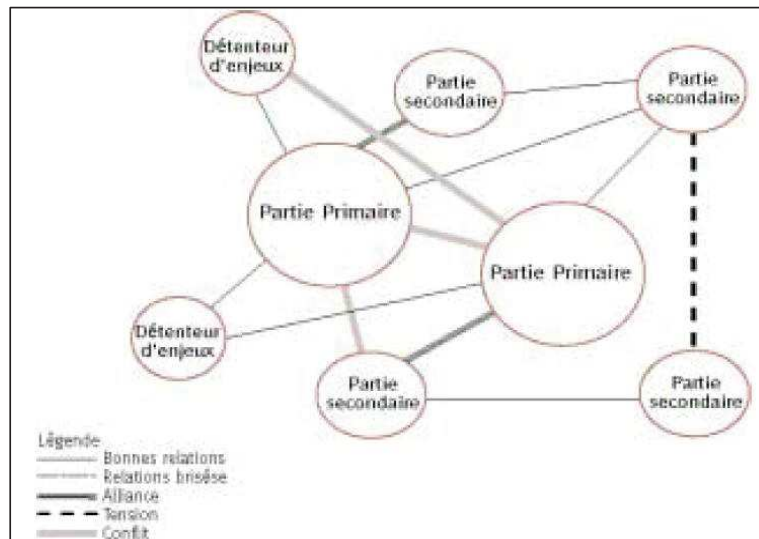 Détenteur
d'enjeux
Partie
secondaire
Partie
secondaire
Partie Primaire
Partie Primaire
Détenteur
d'enjeux
Partie
secondaire
Partie
secondaire
Légende
Bonnes relations
Relations brisése
Alliance
Tension
Conflit